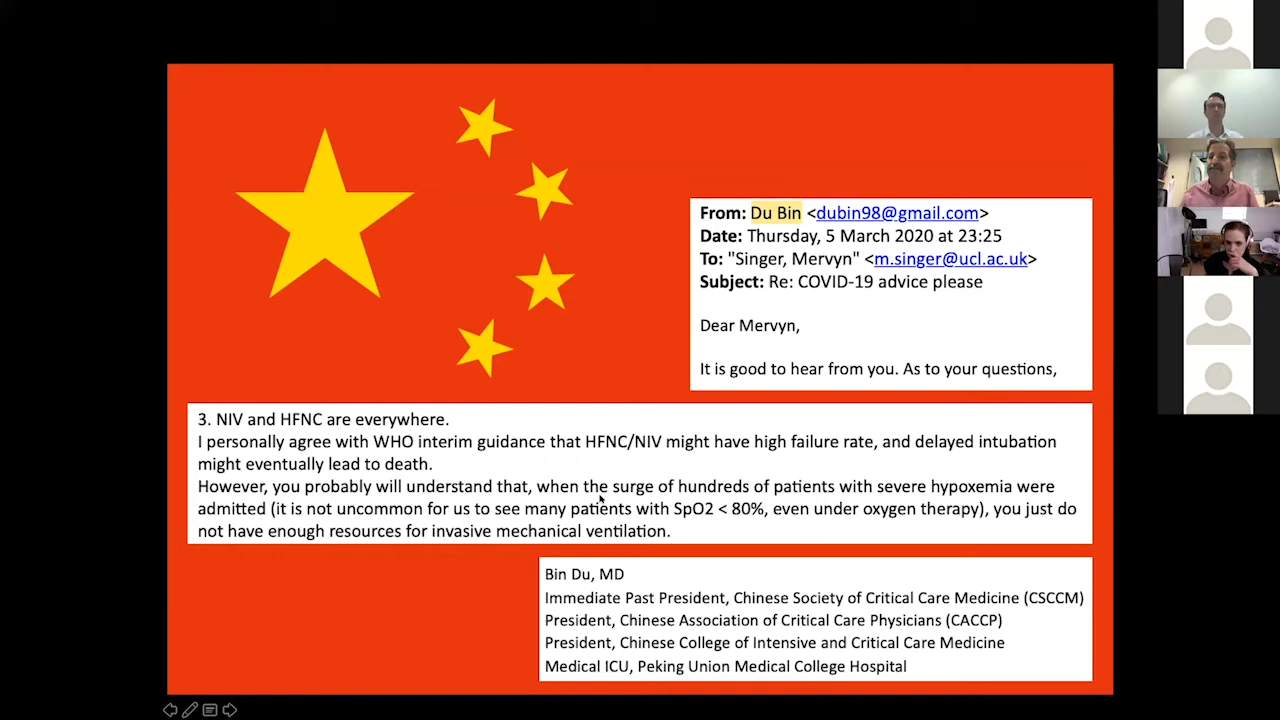 From: Du Bin <dubin98@gmail.com>
Date: Thursday, 5 March 2020 at 23:25
To: "Singer, Mervyn" <m.singer@ucl.ac.uk>
Subject: Re: COVID-19 advice please
Dear Mervyn,
It is good to hear from you. As to your questions,
3. NIV and HFNC are everywhere.
I personally agree with WHO interim guidance that HFNC/NIV might have high failure rate, and delayed intubation
might eventually lead to death.
However, you probably will understand that, when the surge of hundreds of patients with severe hypoxemia were
admitted (it is not uncommon for us to see many patients with SpO2 < 80%, even under oxygen therapy), you just do
not have enough resources for invasive mechanical ventilation.
Bin Du, MD
Immediate Past President, Chinese Society of Critical Care Medicine (CSCCM)
President, Chinese Association of Critical Care Physicians (CACCP)
President, Chinese College of Intensive and Critical Care Medicine
Medical ICU, Peking Union Medical College Hospital